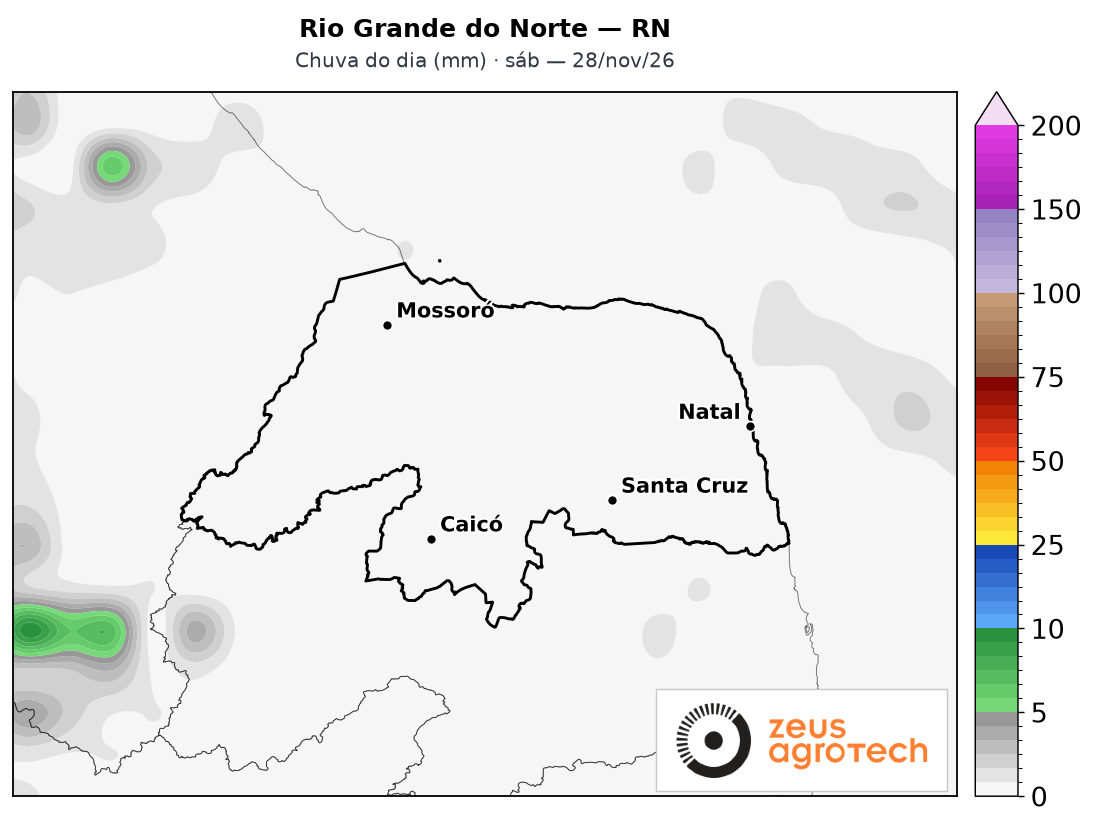 Rio Grande do Norte — RN
Chuva do dia (mm) · sáb — 28/nov/26
200
150
100
75
50
25
10
5
0
Mossoró
Natal
Santa Cruz
Caicó
zeus
agrotech